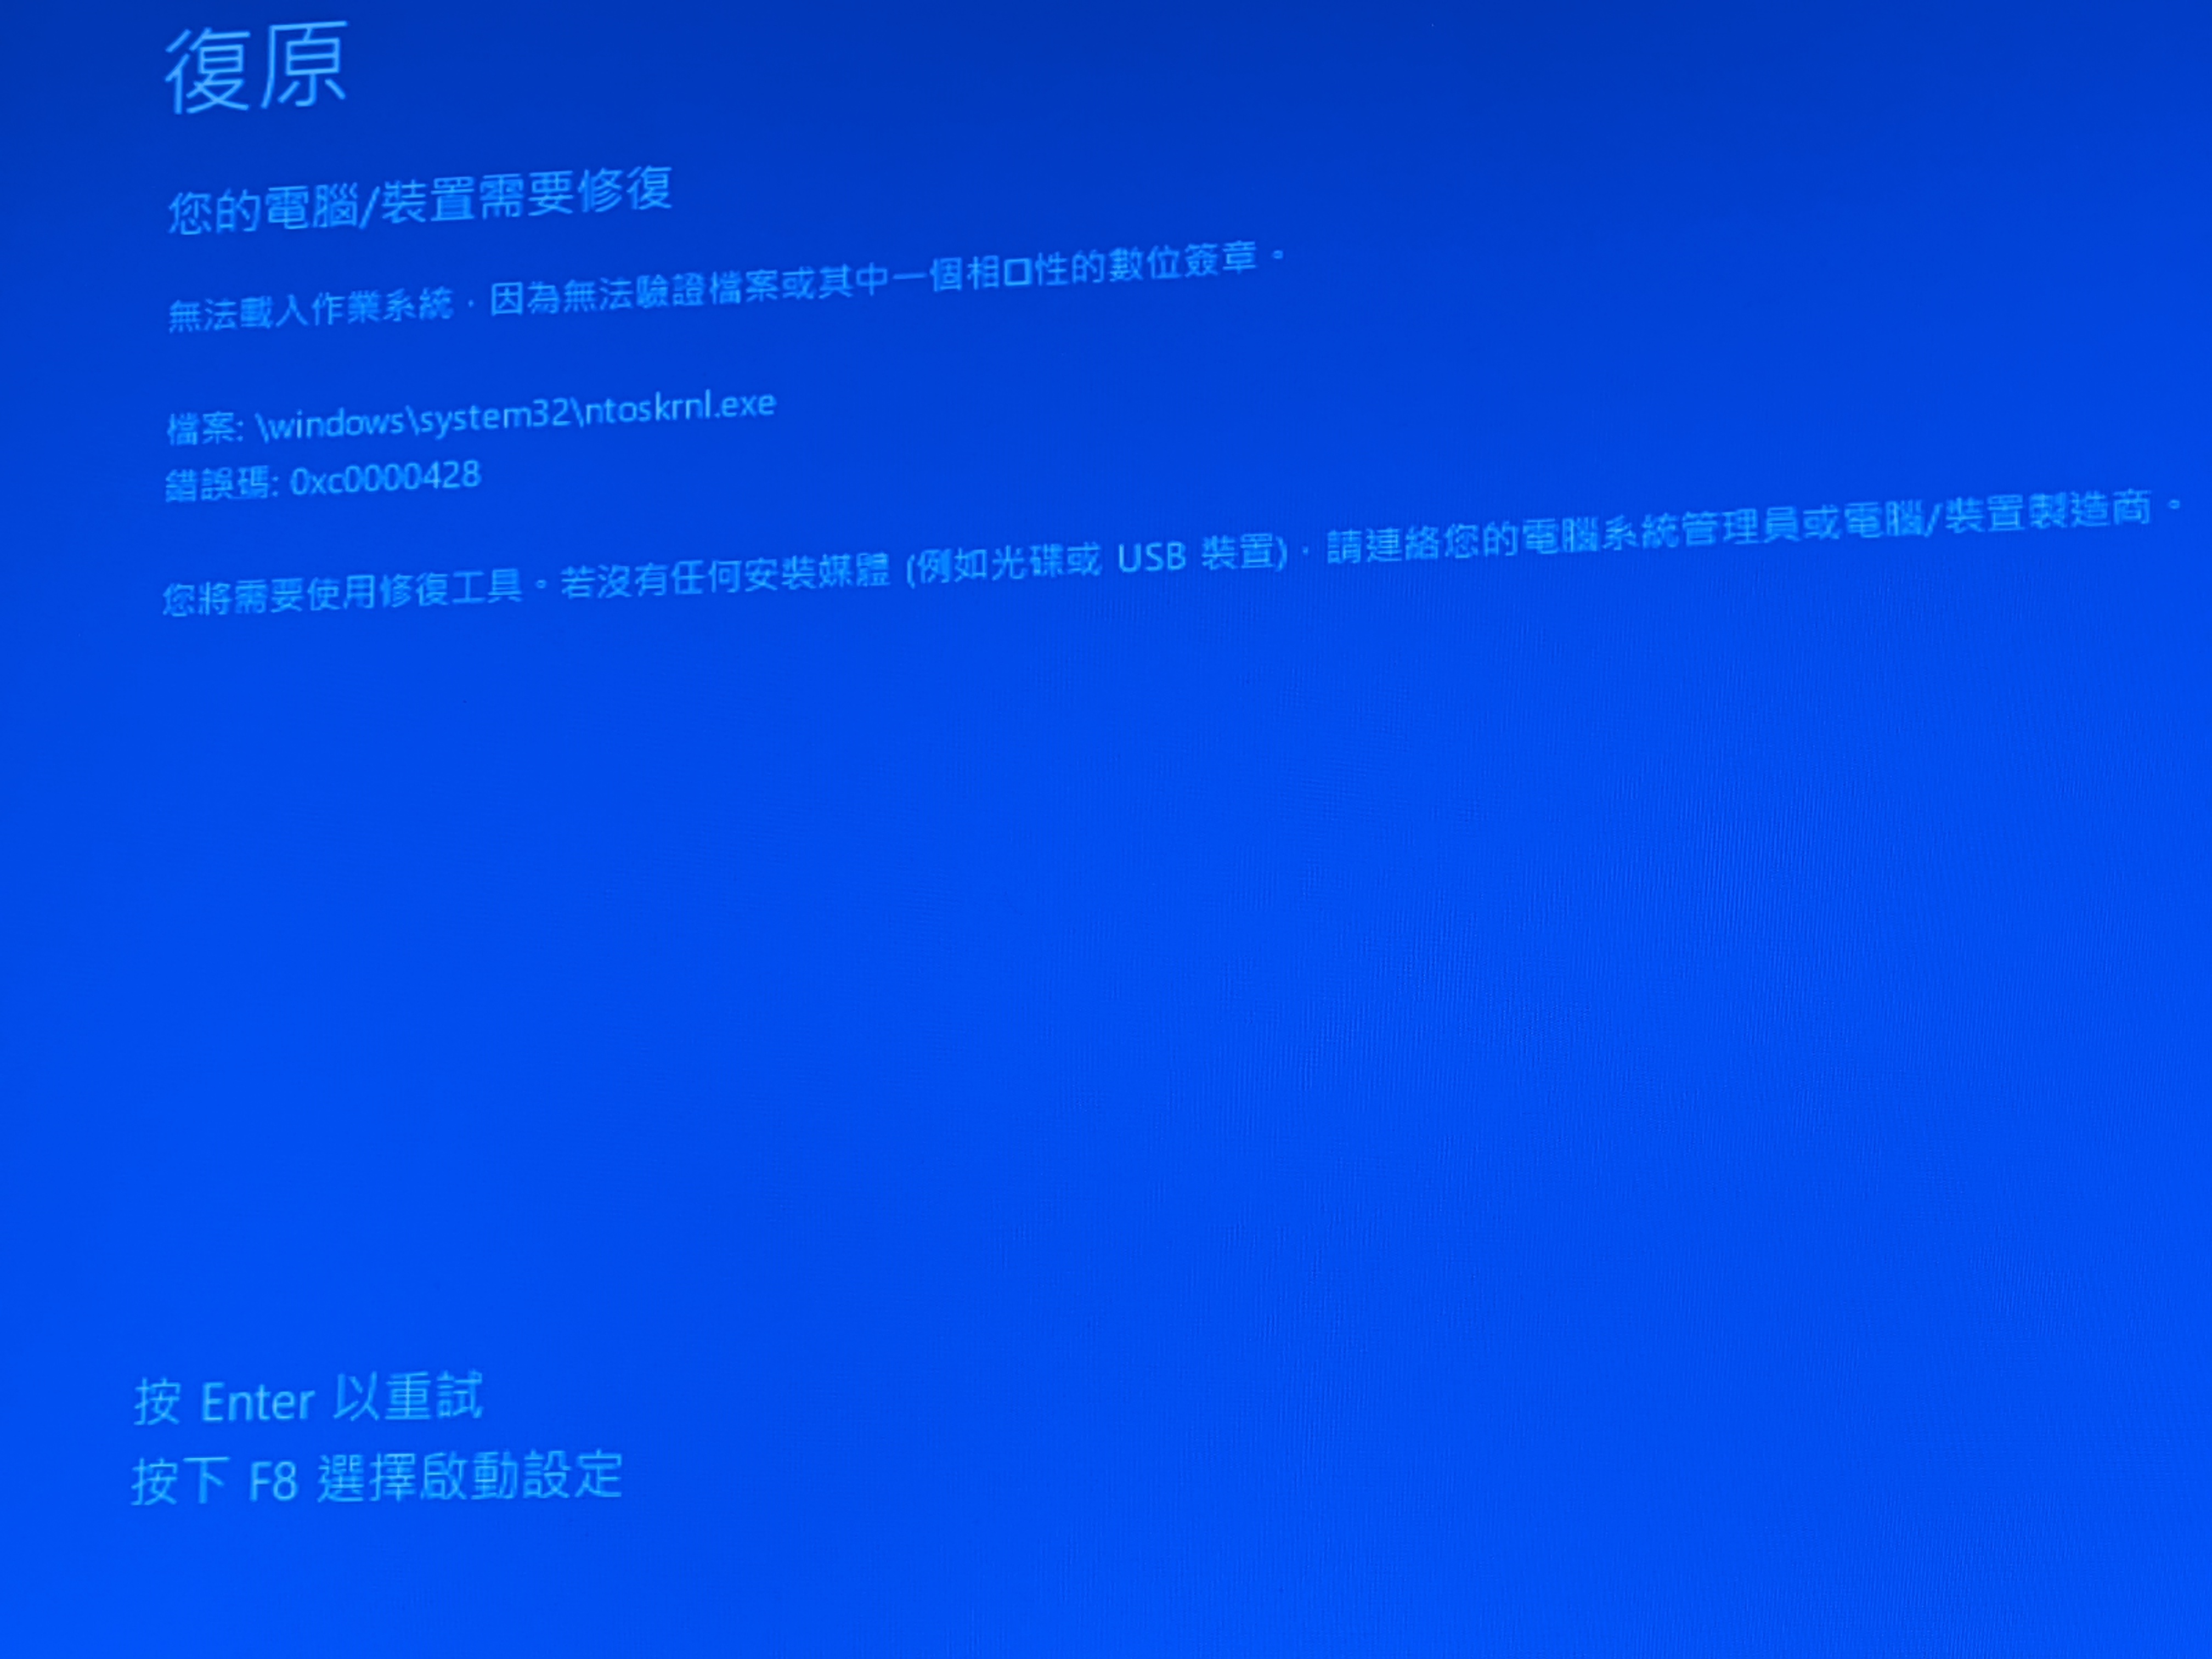 復原
您的電腦/裝置需要修復
無法載入作業系統，因為無法驗證檔案或其中一個相□性的數位簽章。
檔案: \windows\system32\ntoskrnl.exe
錯誤碼: 0xc0000428
您將需要使用修復工具。若沒有任何安裝媒體 (例如光碟或 USB 裝置)，請連絡您的電腦系統管理員或電腦/裝置製造商。
按 Enter 以重試
按下 F8 選擇啟動設定